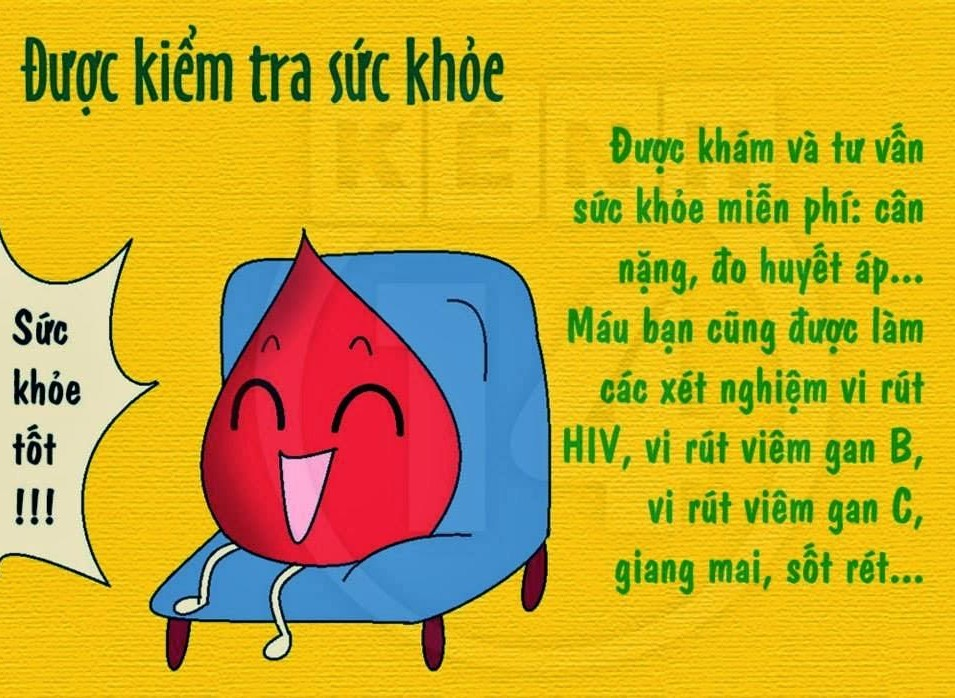 Được kiểm tra sức khỏe
KÊNH
Được khám và tư vấn
sức khỏe miễn phí: cân
nặng, đo huyết áp...
Máu bạn cũng được làm
các xét nghiệm vi rút
HIV, vi rút viêm gan B,
vi rút viêm gan C,
giang mai, sốt rét...
Sức
khỏe
tốt
!!!
14